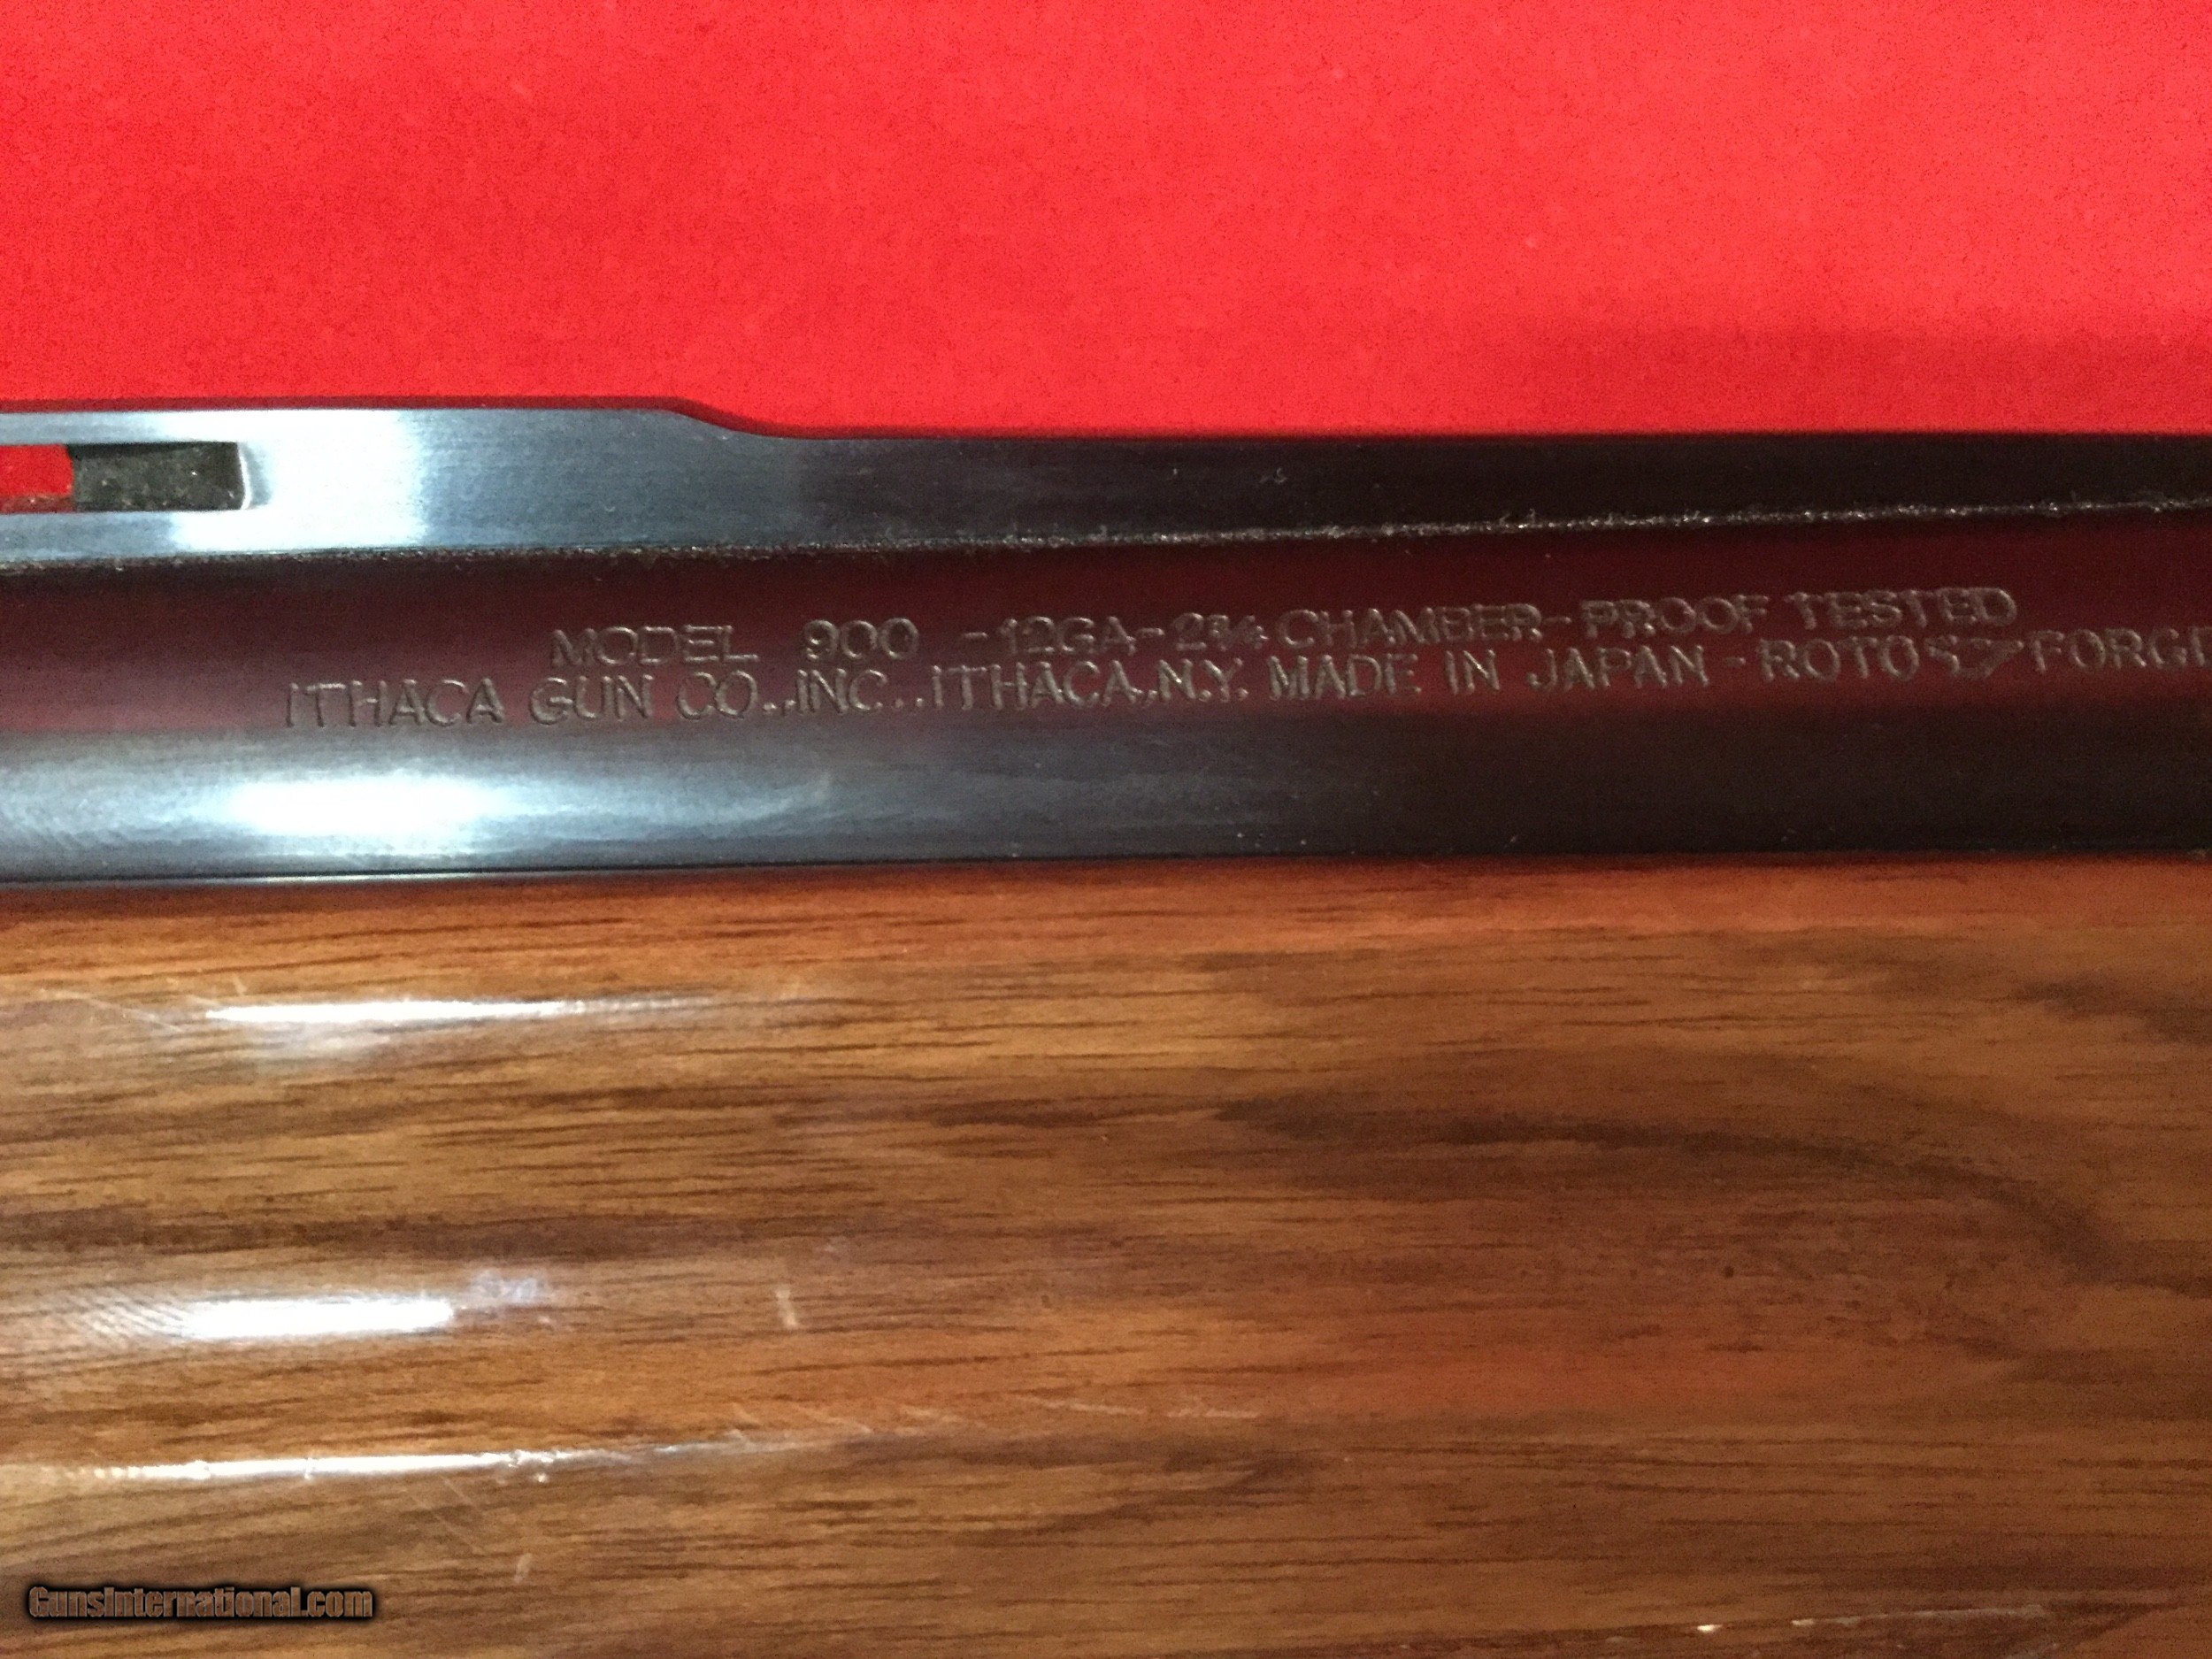 MODEL 900 -12GA-2¾ CHAMBER-PROOF TESTED
ITHACA GUN CO.,INC., ITHACA,N.Y. MADE IN JAPAN - ROTO FORGE
GunsInternational.com